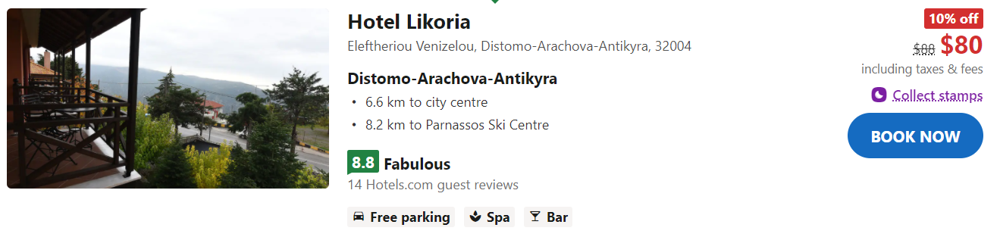 Hotel Likoria
Eleftheriou Venizelou, Distomo-Arachova-Antikyra, 32004
Distomo-Arachova-Antikyra
• 6.6 km to city centre
• 8.2 km to Parnassos Ski Centre
8.8 Fabulous
14 Hotels.com guest reviews
Free parking Spa Bar
10% off
$88 $80
including taxes & fees
Collect stamps
BOOK NOW